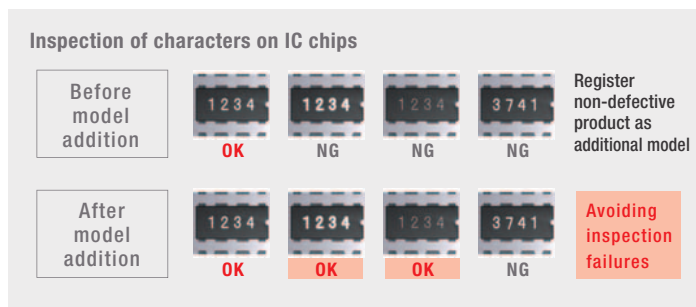 Inspection of characters on IC chips
Before
model
addition
1234
1234
1234
3741
OK
NG
NG
NG
Register
non-defective
product as
additional model
After
model
addition
1234
1234
1234
3741
OK
OK
OK
NG
Avoiding
inspection
failures